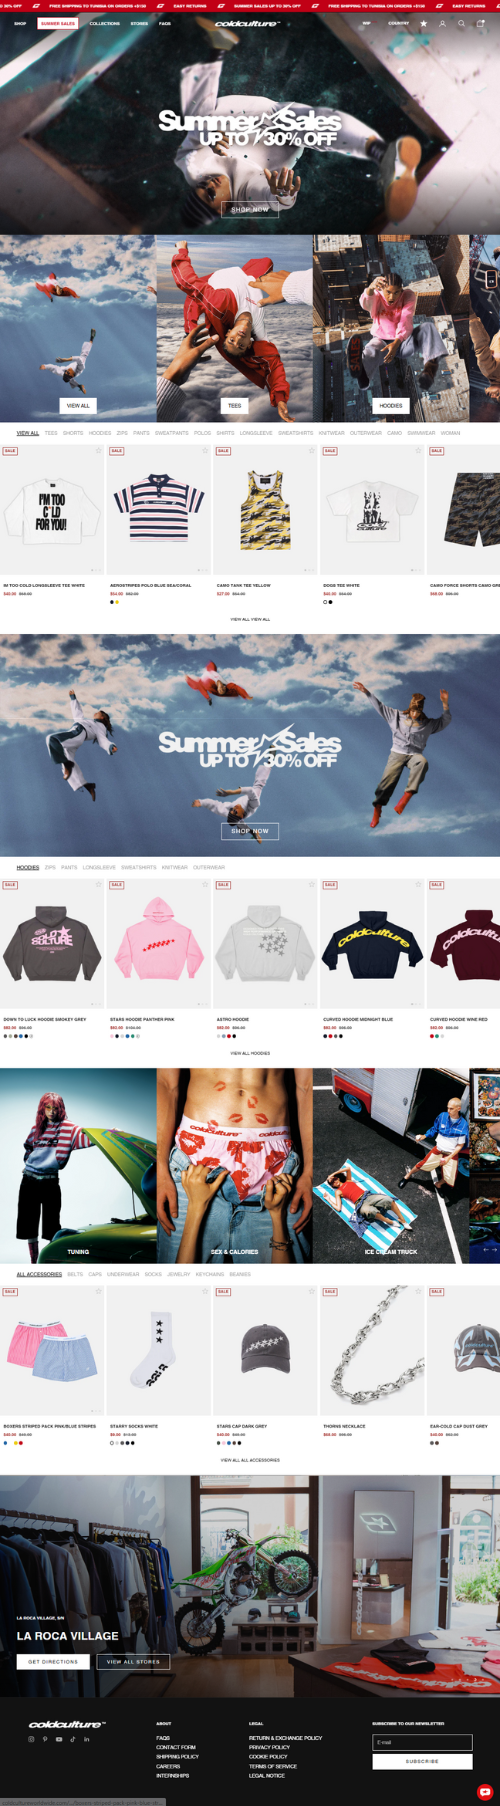 0% OFF FREE SHIPPING TO TUNISIA ON ORDERS +$150 EASY RETURNS SUMMER SALES UP TO 30% OFF FREE SHIPPING TO TUNISIA ON ORDERS +$150 EASY RETURNS
SHOP SUMMER SALES COLLECTIONS STORES FAQS coldculture™ VIP COUNTRY
Summer Sales
UP TO 30% OFF
SHOP NOW
VIEW ALL TEES HOODIES
VIEW ALL TEES SHORTS HOODIES ZIPS PANTS SWEATPANTS POLOS SHIRTS LONGSLEEVE SWEATSHIRTS KNITWEAR OUTERWEAR CAMO SWIMWEAR WOMAN
SALE SALE SALE SALE SALE
I'M TOO
COLD
FOR YOU!
IM TOO COLD LONGSLEEVE TEE WHITE AEROSTRIPES POLO BLUE SEA/CORAL CAMO TANK TEE YELLOW DOGS TEE WHITE CAMO FORCE SHORTS CAMO GRE
VIEW ALL VIEW ALL
Summer Sales
UP TO 30% OFF
SHOP NOW
HOODIES ZIPS PANTS LONGSLEEVE SWEATSHIRTS KNITWEAR OUTERWEAR
SALE SALE SALE SALE SALE
COLD
CULTURE
coldculture
DOWN TO LUCK HOODIE SMOKEY GREY STARS HOODIE PANTHER PINK ASTRO HOODIE CURVED HOODIE MIDNIGHT BLUE CURVED HOODIE WINE RED
VIEW ALL HOODIES
coldculture™ coldculture
TUNING SEX & CALORIES ICE CREAM TRUCK
ALL ACCESSORIES BELTS CAPS UNDERWEAR SOCKS JEWELRY KEYCHAINS BEANIES
SALE SALE SALE SALE
BOXERS STRIPED PACK PINK/BLUE STRIPES STARRY SOCKS WHITE STARS CAP DARK GREY THORNS NECKLACE EAR-COLD CAP DUST GREY
VIEW ALL ALL ACCESSORIES
LA ROCA VILLAGE, S/N
LA ROCA VILLAGE
GET DIRECTIONS VIEW ALL STORES
coldculture™
ABOUT
FAQS
CONTACT FORM
SHIPPING POLICY
CAREERS
INTERNSHIPS
LEGAL
RETURN & EXCHANGE POLICY
PRIVACY POLICY
COOKIE POLICY
TERMS OF SERVICE
LEGAL NOTICE
SUBSCRIBE TO OUR NEWSLETTER
E-mail
SUBSCRIBE